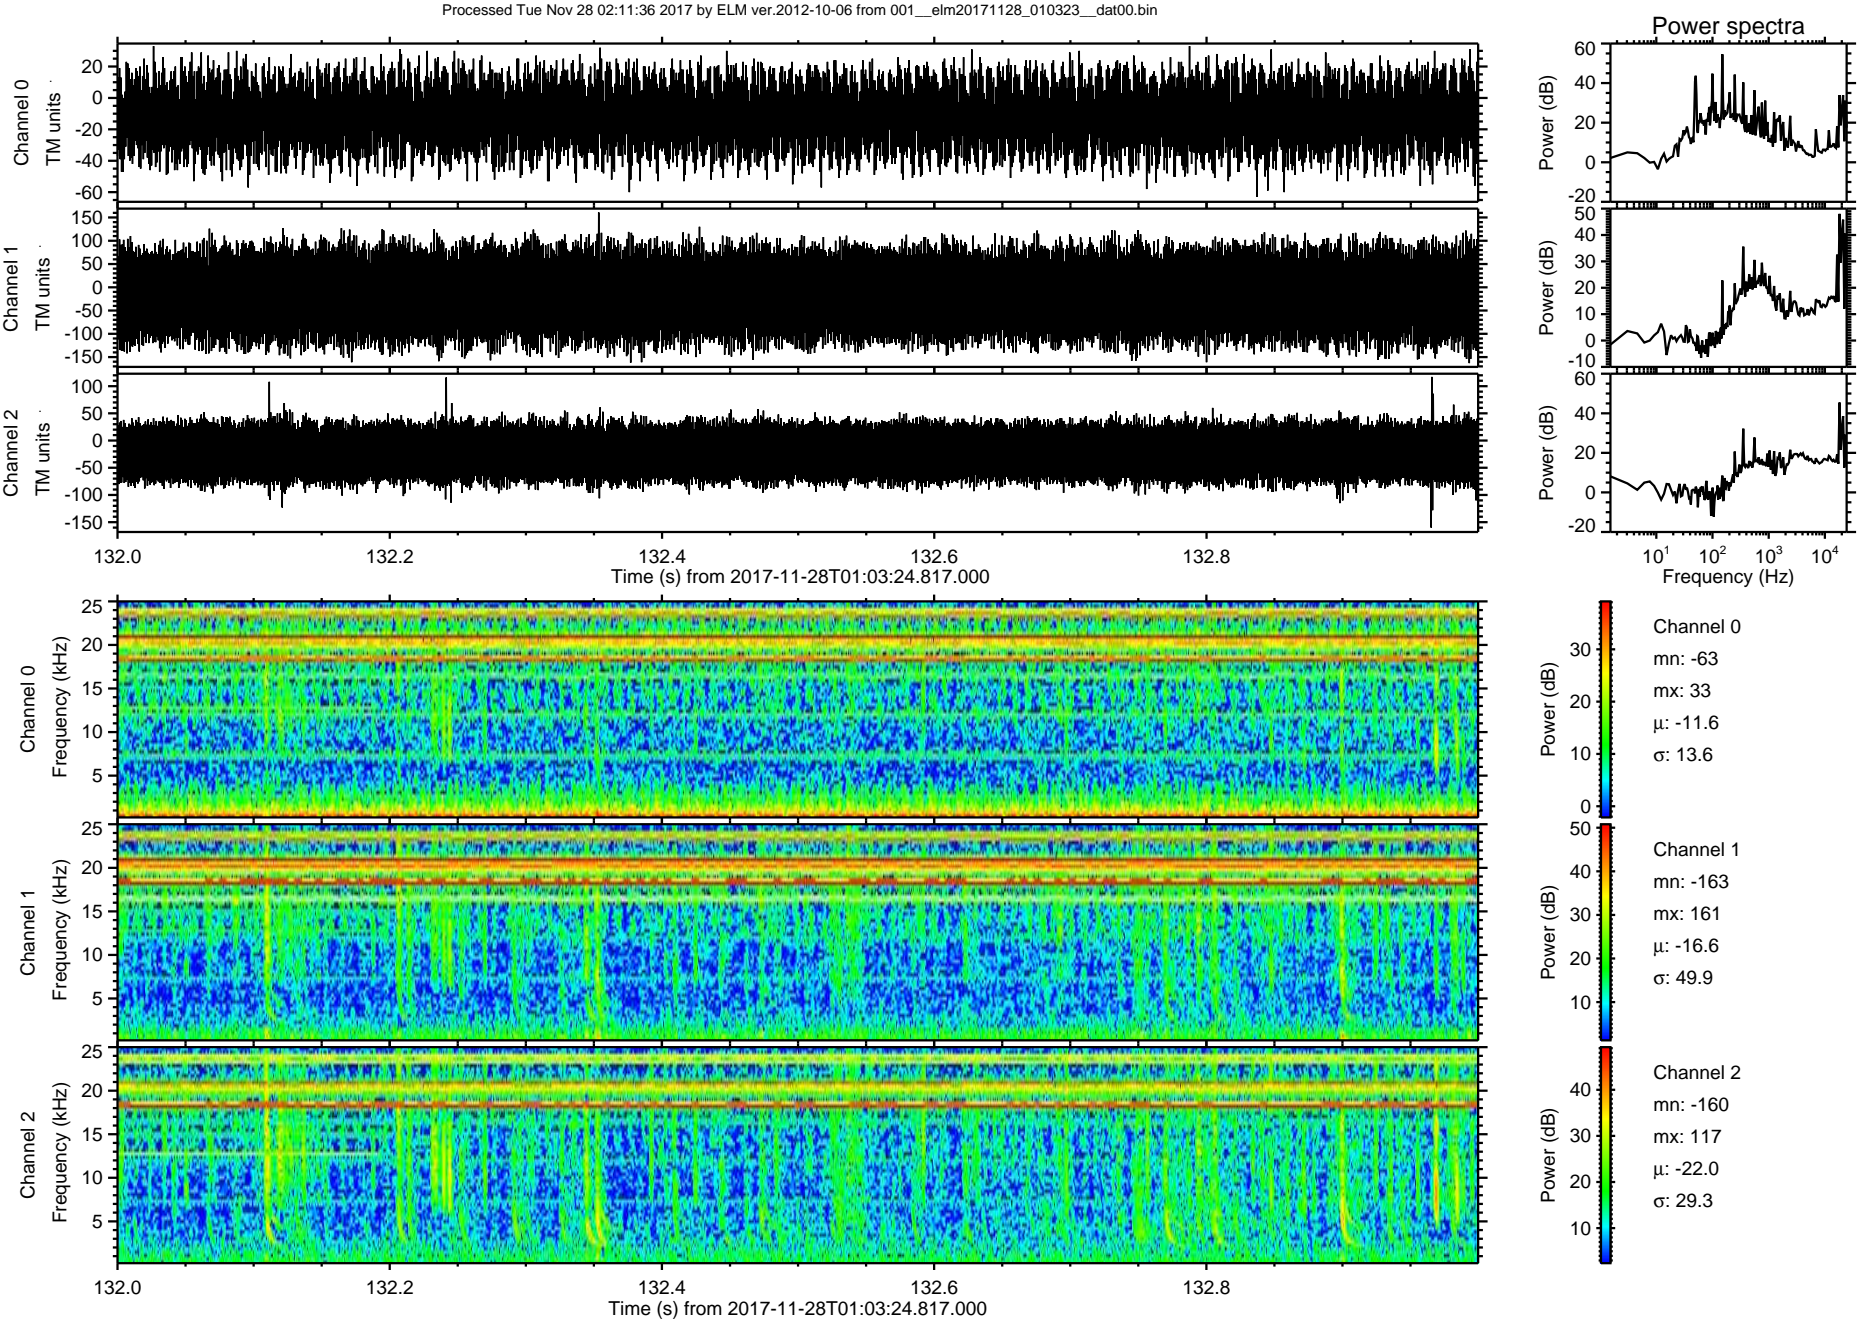 Processed Tue Nov 28 02:11:36 2017 by ELM ver.2012-10-06 from 001__elm20171128_010323__dat00.bin
Power spectra
Channel 0
TM units
20
0
-20
-40
-60
Power (dB)
60
40
20
0
-20
Channel 1
TM units
150
100
50
0
-50
-100
-150
Power (dB)
50
40
30
20
10
0
-10
Channel 2
TM units
100
50
0
-50
-100
-150
Power (dB)
60
40
20
0
-20
132.0 132.2 132.4 132.6 132.8
Time (s) from 2017-11-28T01:03:24.817.000
10¹ 10² 10³ 10⁴
Frequency (Hz)
Channel 0
Frequency (kHz)
25
20
15
10
5
Power (dB)
30
20
10
0
Channel 0
mn: -63
mx: 33
µ: -11.6
σ: 13.6
Channel 1
Frequency (kHz)
25
20
15
10
5
Power (dB)
50
40
30
20
10
Channel 1
mn: -163
mx: 161
µ: -16.6
σ: 49.9
Channel 2
Frequency (kHz)
25
20
15
10
5
Power (dB)
40
30
20
10
Channel 2
mn: -160
mx: 117
µ: -22.0
σ: 29.3
132.0 132.2 132.4 132.6 132.8
Time (s) from 2017-11-28T01:03:24.817.000